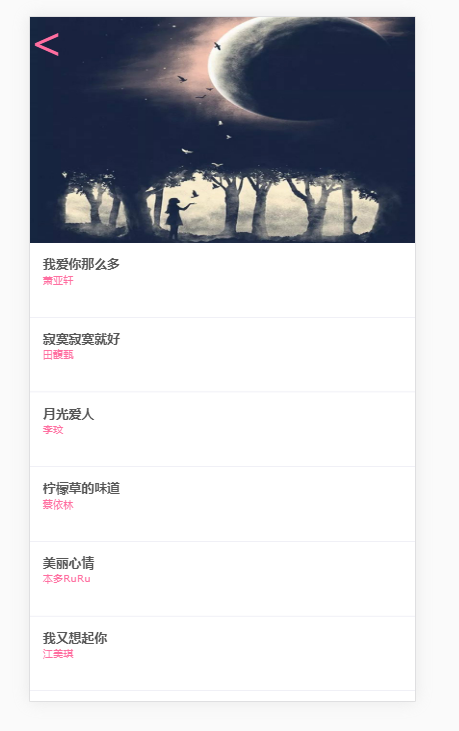 <
我爱你那么多
萧亚轩
寂寞寂寞就好
田馥甄
月光爱人
李玟
柠檬草的味道
蔡依林
美丽心情
本多RuRu
我又想起你
江美琪